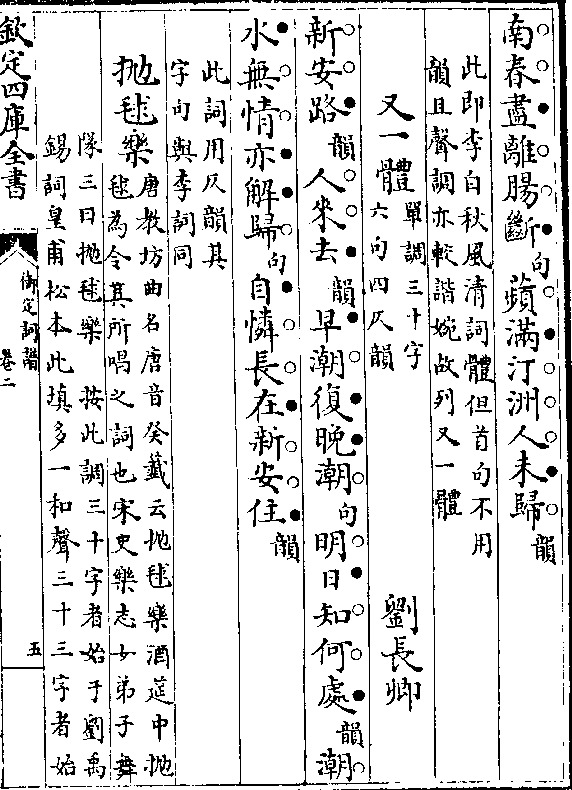 南春盡離腸斷句蘋滿汀洲人未歸韻
此即李白秋風清詞體但首句不用
韻且聲調亦較諧婉故列又一體
又一體單調三十字
六句四仄韻
劉長卿
新安路韻人來去韻早潮復晚潮句明日知何處韻潮
水無情亦解歸句自憐長在新安住韻
此詞用仄韻其
字句與李詞同
拋毬樂唐教坊曲名唐音癸籖云拋毬樂酒筵中拋
毬為令其所唱之詞也宋史樂志女弟子舞
隊三曰拋毬樂 按此調三十字者始于劉禹
錫詞皇甫松本此填多一和聲三十三字者始
欽定四庫全書
御定詞譜
卷二
五